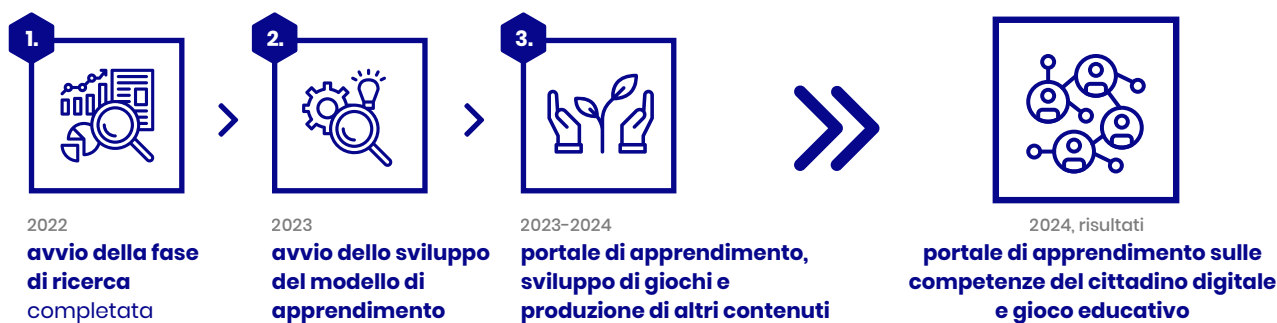 1.
2022
avvio della fase
di ricerca
completata
2.
2023
avvio dello sviluppo
del modello di
apprendimento
3.
2023-2024
portale di apprendimento,
sviluppo di giochi e
produzione di altri contenuti
2024, risultati
portale di apprendimento sulle
competenze del cittadino digitale
e gioco educativo